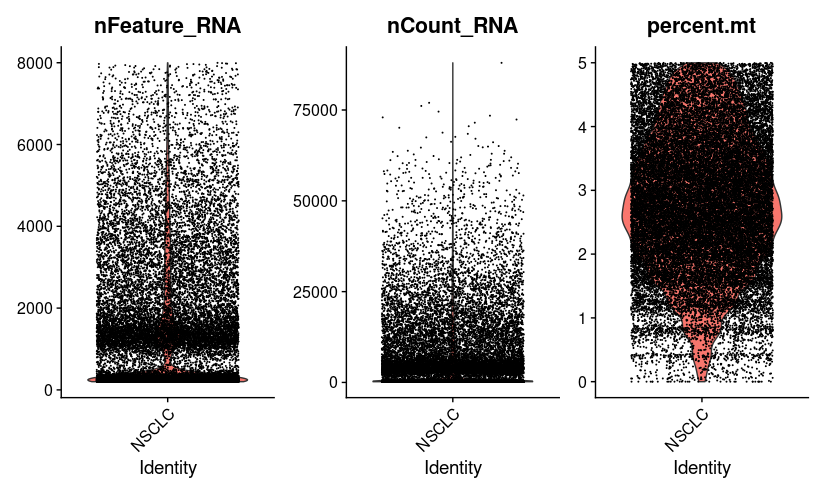 nFeature_RNA
8000
6000
4000
2000
0
NSCLC
Identity
nCount_RNA
75000
50000
25000
0
NSCLC
Identity
percent.mt
5
4
3
2
1
0
NSCLC
Identity